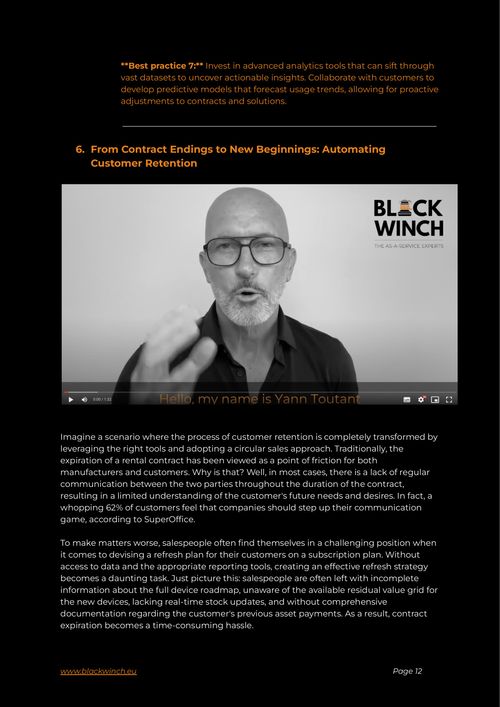 **Best practice 7:** Invest in advanced analytics tools that can sift through
vast datasets to uncover actionable insights. Collaborate with customers to
develop predictive models that forecast usage trends, allowing for proactive
adjustments to contracts and solutions.
6. From Contract Endings to New Beginnings: Automating
Customer Retention
BLACK
WINCH
THE AS-A-SERVICE EXPERTS
Hello, my name is Yann Toutant
0:00 / 1:32
Imagine a scenario where the process of customer retention is completely transformed by
leveraging the right tools and adopting a circular sales approach. Traditionally, the
expiration of a rental contract has been viewed as a point of friction for both
manufacturers and customers. Why is that? Well, in most cases, there is a lack of regular
communication between the two parties throughout the duration of the contract,
resulting in a limited understanding of the customer's future needs and desires. In fact, a
whopping 62% of customers feel that companies should step up their communication
game, according to SuperOffice.
To make matters worse, salespeople often find themselves in a challenging position when
it comes to devising a refresh plan for their customers on a subscription plan. Without
access to data and the appropriate reporting tools, creating an effective refresh strategy
becomes a daunting task. Just picture this: salespeople are often left with incomplete
information about the full device roadmap, unaware of the available residual value grid for
the new devices, lacking real-time stock updates, and without comprehensive
documentation regarding the customer's previous asset payments. As a result, contract
expiration becomes a time-consuming hassle.
www.blackwinch.eu
Page 12